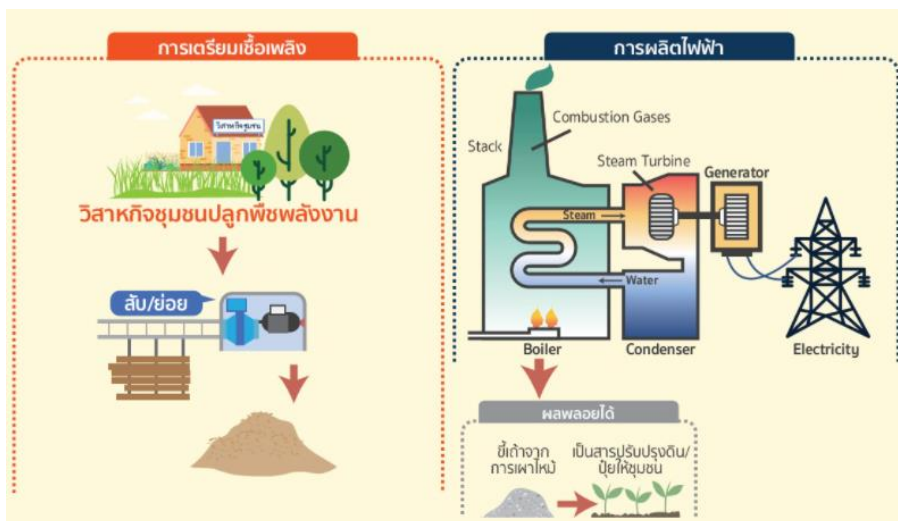 การเตรียมเชื้อเพลิง
วิสาหกิจชุมชน
วิสาหกิจชุมชนปลูกพืชพลังงาน
สับ/ย่อย
การผลิตไฟฟ้า
Combustion Gases
Stack
Steam Turbine
Generator
Steam
Water
Boiler
Condenser
Electricity
ผลพลอยได้
ขี้เถ้าจาก
การเผาไหม้
เป็นสารปรับปรุงดิน/
ปุ๋ยให้ชุมชน